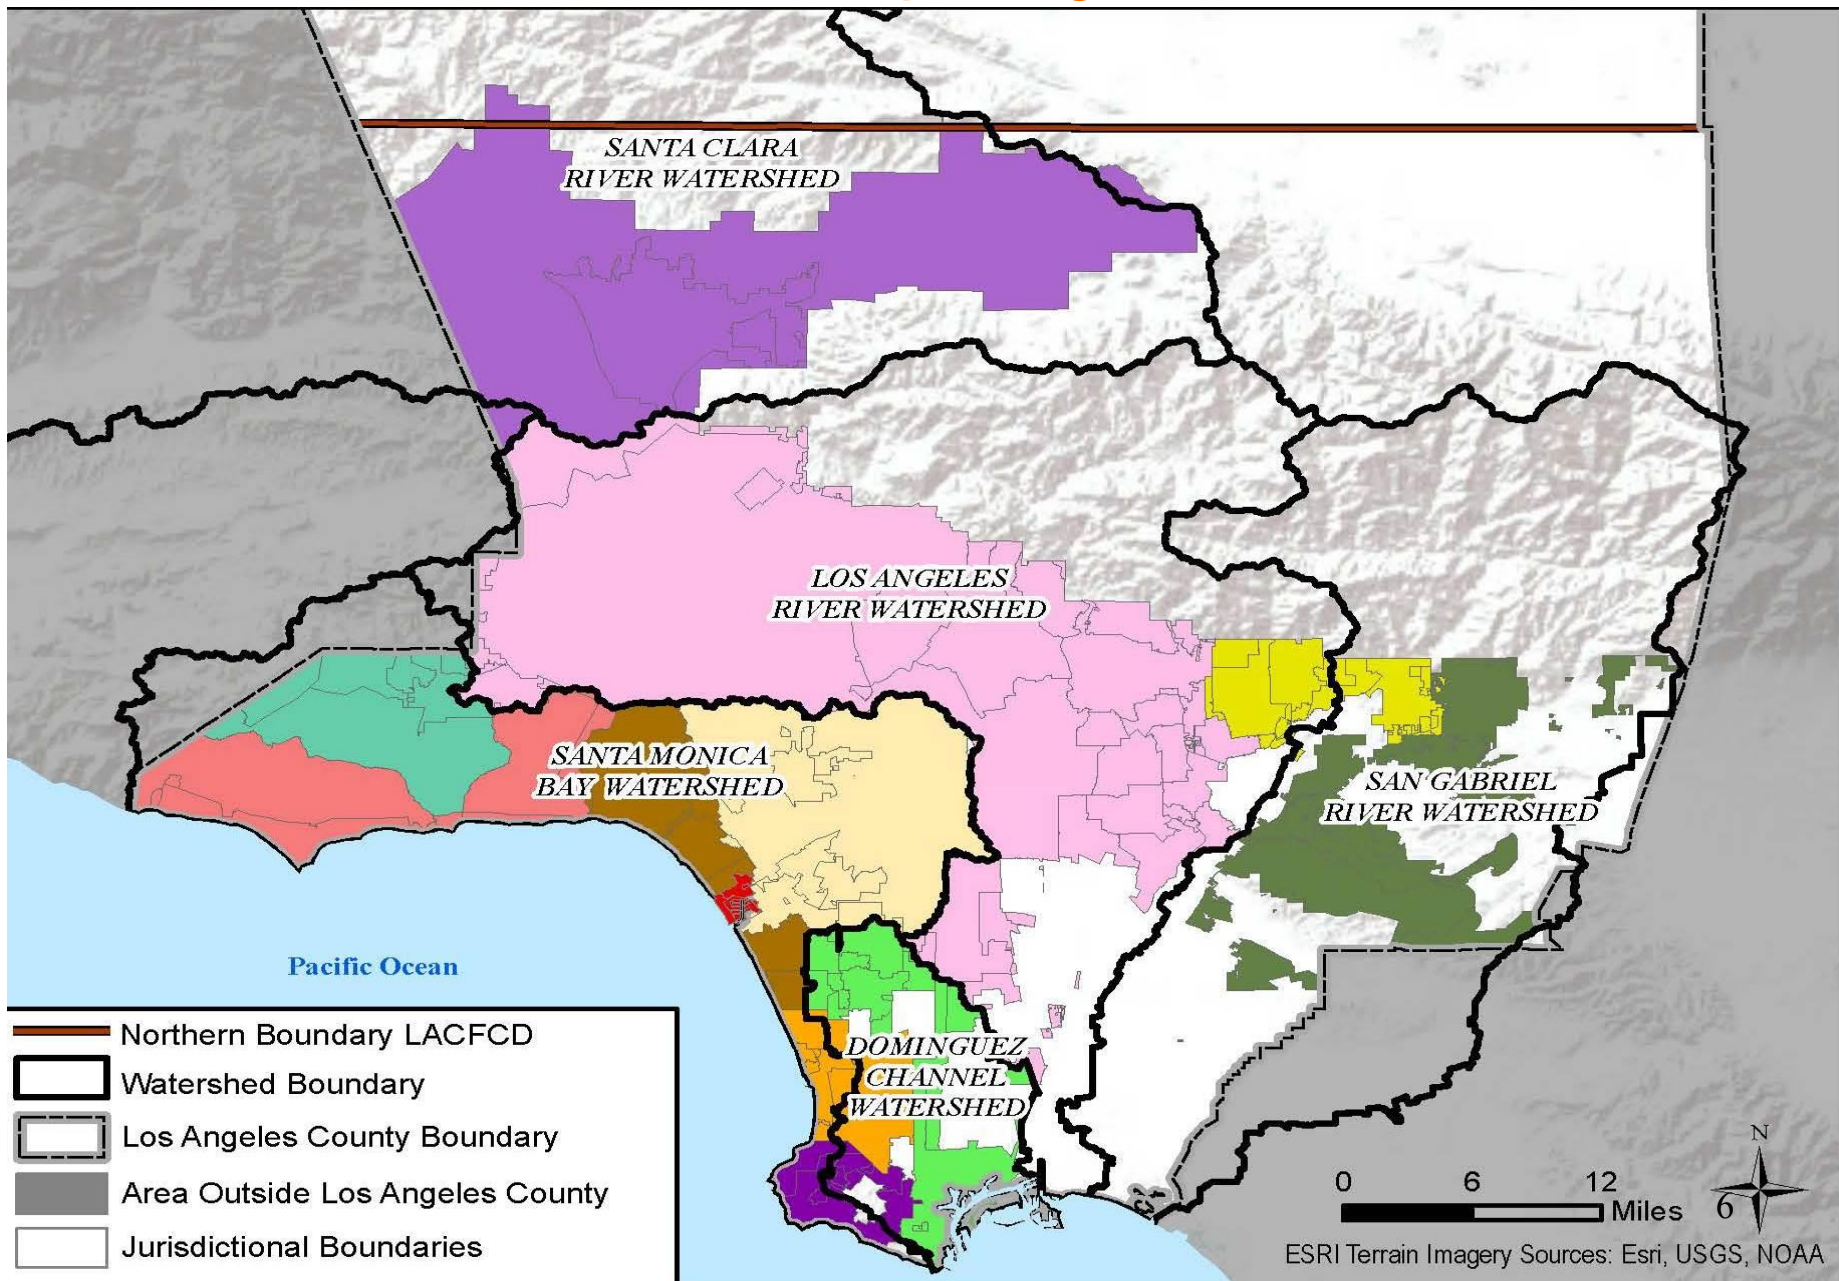 SANTA CLARA
RIVER WATERSHED
LOS ANGELES
RIVER WATERSHED
SANTA MONICA
BAY WATERSHED
SAN GABRIEL
RIVER WATERSHED
Pacific Ocean
DOMINGUEZ
CHANNEL
WATERSHED
Northern Boundary LACFCD
Watershed Boundary
Los Angeles County Boundary
Area Outside Los Angeles County
Jurisdictional Boundaries
N
0 6 12
Miles
6
ESRI Terrain Imagery Sources: Esri, USGS, NOAA